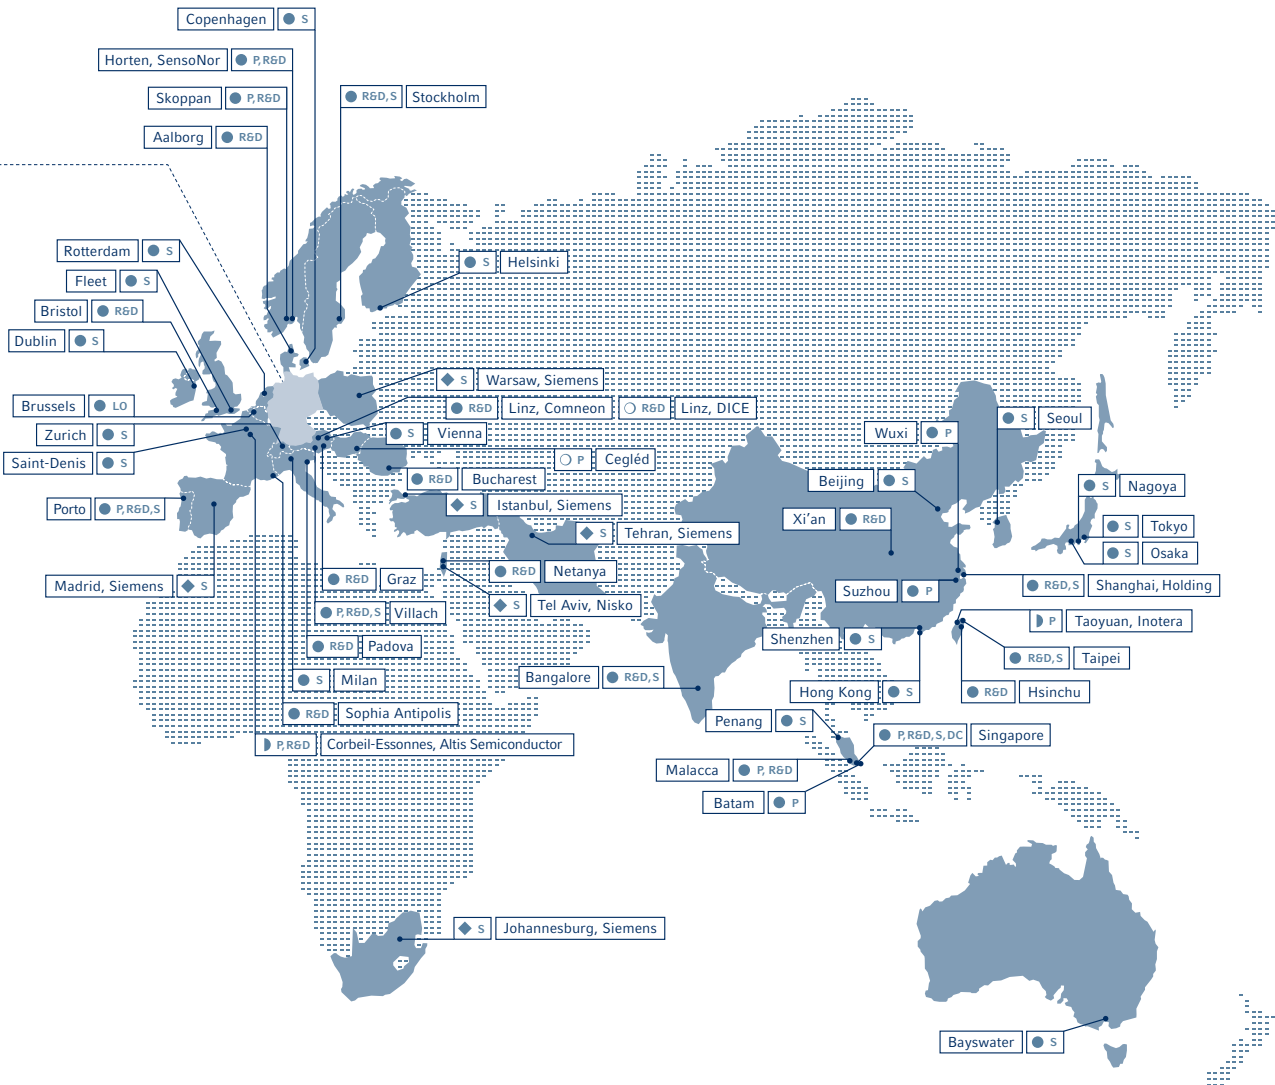 Copenhagen S
Horten, SensoNor P, R&D
Skoppan P, R&D
R&D, S Stockholm
Aalborg R&D
Rotterdam S
S Helsinki
Fleet S
Bristol R&D
Dublin S
S Warsaw, Siemens
Brussels LO
R&D Linz, Comneon R&D Linz, DICE
Zurich S
S Vienna
Saint-Denis S
P Cegléd
R&D Bucharest
Porto P, R&D, S
S Istanbul, Siemens
S Tehran, Siemens
Madrid, Siemens S
R&D Graz
R&D Netanya
S Tel Aviv, Nisko
P, R&D, S Villach
R&D Padova
S Milan
R&D Sophia Antipolis
P, R&D Corbeil-Essonnes, Altis Semiconductor
S Seoul
Wuxi P
Beijing S
S Nagoya
Xi'an R&D
S Tokyo
S Osaka
Suzhou P
R&D, S Shanghai, Holding
P Taoyuan, Inotera
Shenzhen S
R&D, S Taipei
Bangalore R&D, S
Hong Kong S
R&D Hsinchu
Penang S
P, R&D, S, DC Singapore
Malacca P, R&D
Batam P
S Johannesburg, Siemens
Bayswater S